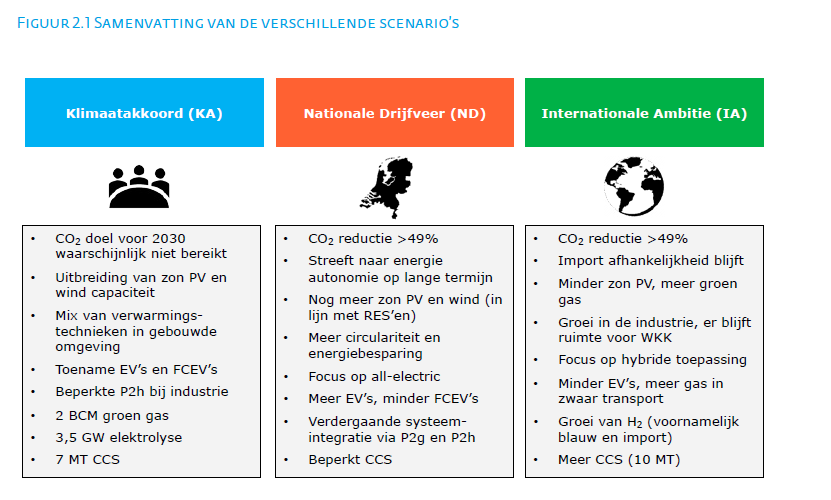 FIGUUR 2.1 SAMENVATTING VAN DE VERSCHILLENDE SCENARIO'S
Klimaatakkoord (KA)
Nationale Drijfveer (ND)
Internationale Ambitie (IA)
• CO₂ doel voor 2030
waarschijnlijk niet bereikt
• Uitbreiding van zon PV en
wind capaciteit
• Mix van verwarmings-
technieken in gebouwde
omgeving
• Toename EV's en FCEV's
• Beperkte P2h bij industrie
• 2 BCM groen gas
• 3,5 GW elektrolyse
• 7 MT CCS
• CO₂ reductie >49%
• Streeft naar energie
autonomie op lange termijn
• Nog meer zon PV en wind (in
lijn met RES'en)
• Meer circulariteit en
energiebesparing
• Focus op all-electric
• Meer EV's, minder FCEV's
• Verdergaande systeem-
integratie via P2g en P2h
• Beperkt CCS
• CO₂ reductie >49%
• Import afhankelijkheid blijft
• Minder zon PV, meer groen
gas
• Groei in de industrie, er blijft
ruimte voor WKK
• Focus op hybride toepassing
• Minder EV's, meer gas in
zwaar transport
• Groei van H₂ (voornamelijk
blauw en import)
• Meer CCS (10 MT)